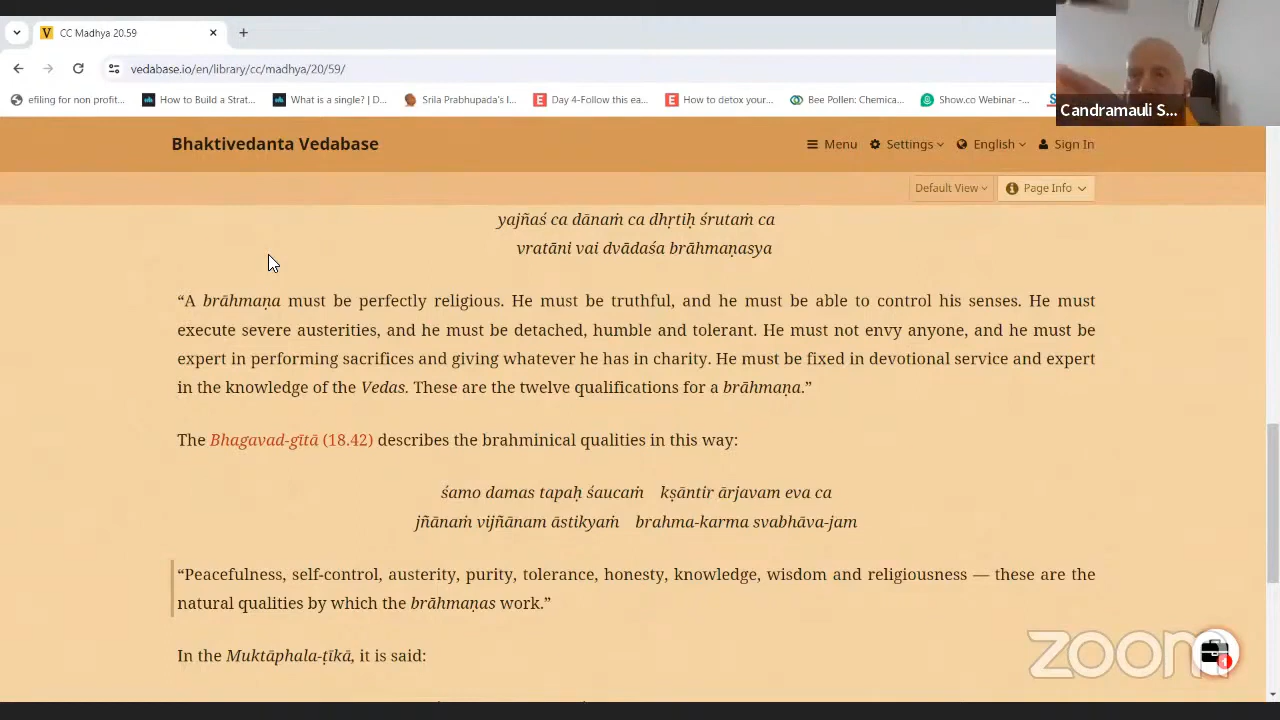 CC Madhya 20.59
vedabase.io/en/library/cc/madhya/20/59/
efiling for non profit...
How to Build a Strat...
What is a singl? | D...
Srila Prabhupada's l...
Day 4-Follow this ea...
How to detox your...
Bee Pollen: Chemica...
Show.co Webinar -...
Candramauli S...
Bhaktivedanta Vedabase
Menu
Settings
English
Sign In
Default View
Page Info
yajñaś ca dānaṁ ca dhṛtiḥ śrutaṁ ca
vratāni vai dvādaśa brāhmaṇasya
“A brāhmaṇa must be perfectly religious. He must be truthful, and he must be able to control his senses. He must
execute severe austerities, and he must be detached, humble and tolerant. He must not envy anyone, and he must be
expert in performing sacrifices and giving whatever he has in charity. He must be fixed in devotional service and expert
in the knowledge of the Vedas. These are the twelve qualifications for a brāhmaṇa.”
The Bhagavad-gītā (18.42) describes the brahminical qualities in this way:
śamo damas tapaḥ śaucaṁ kṣāntir ārjavam eva ca
jñānaṁ vijñānam āstikyaṁ brahma-karma svabhāva-jam
“Peacefulness, self-control, austerity, purity, tolerance, honesty, knowledge, wisdom and religiousness — these are the
natural qualities by which the brāhmaṇas work.”
In the Muktāphala-ṭīkā, it is said:
zoom